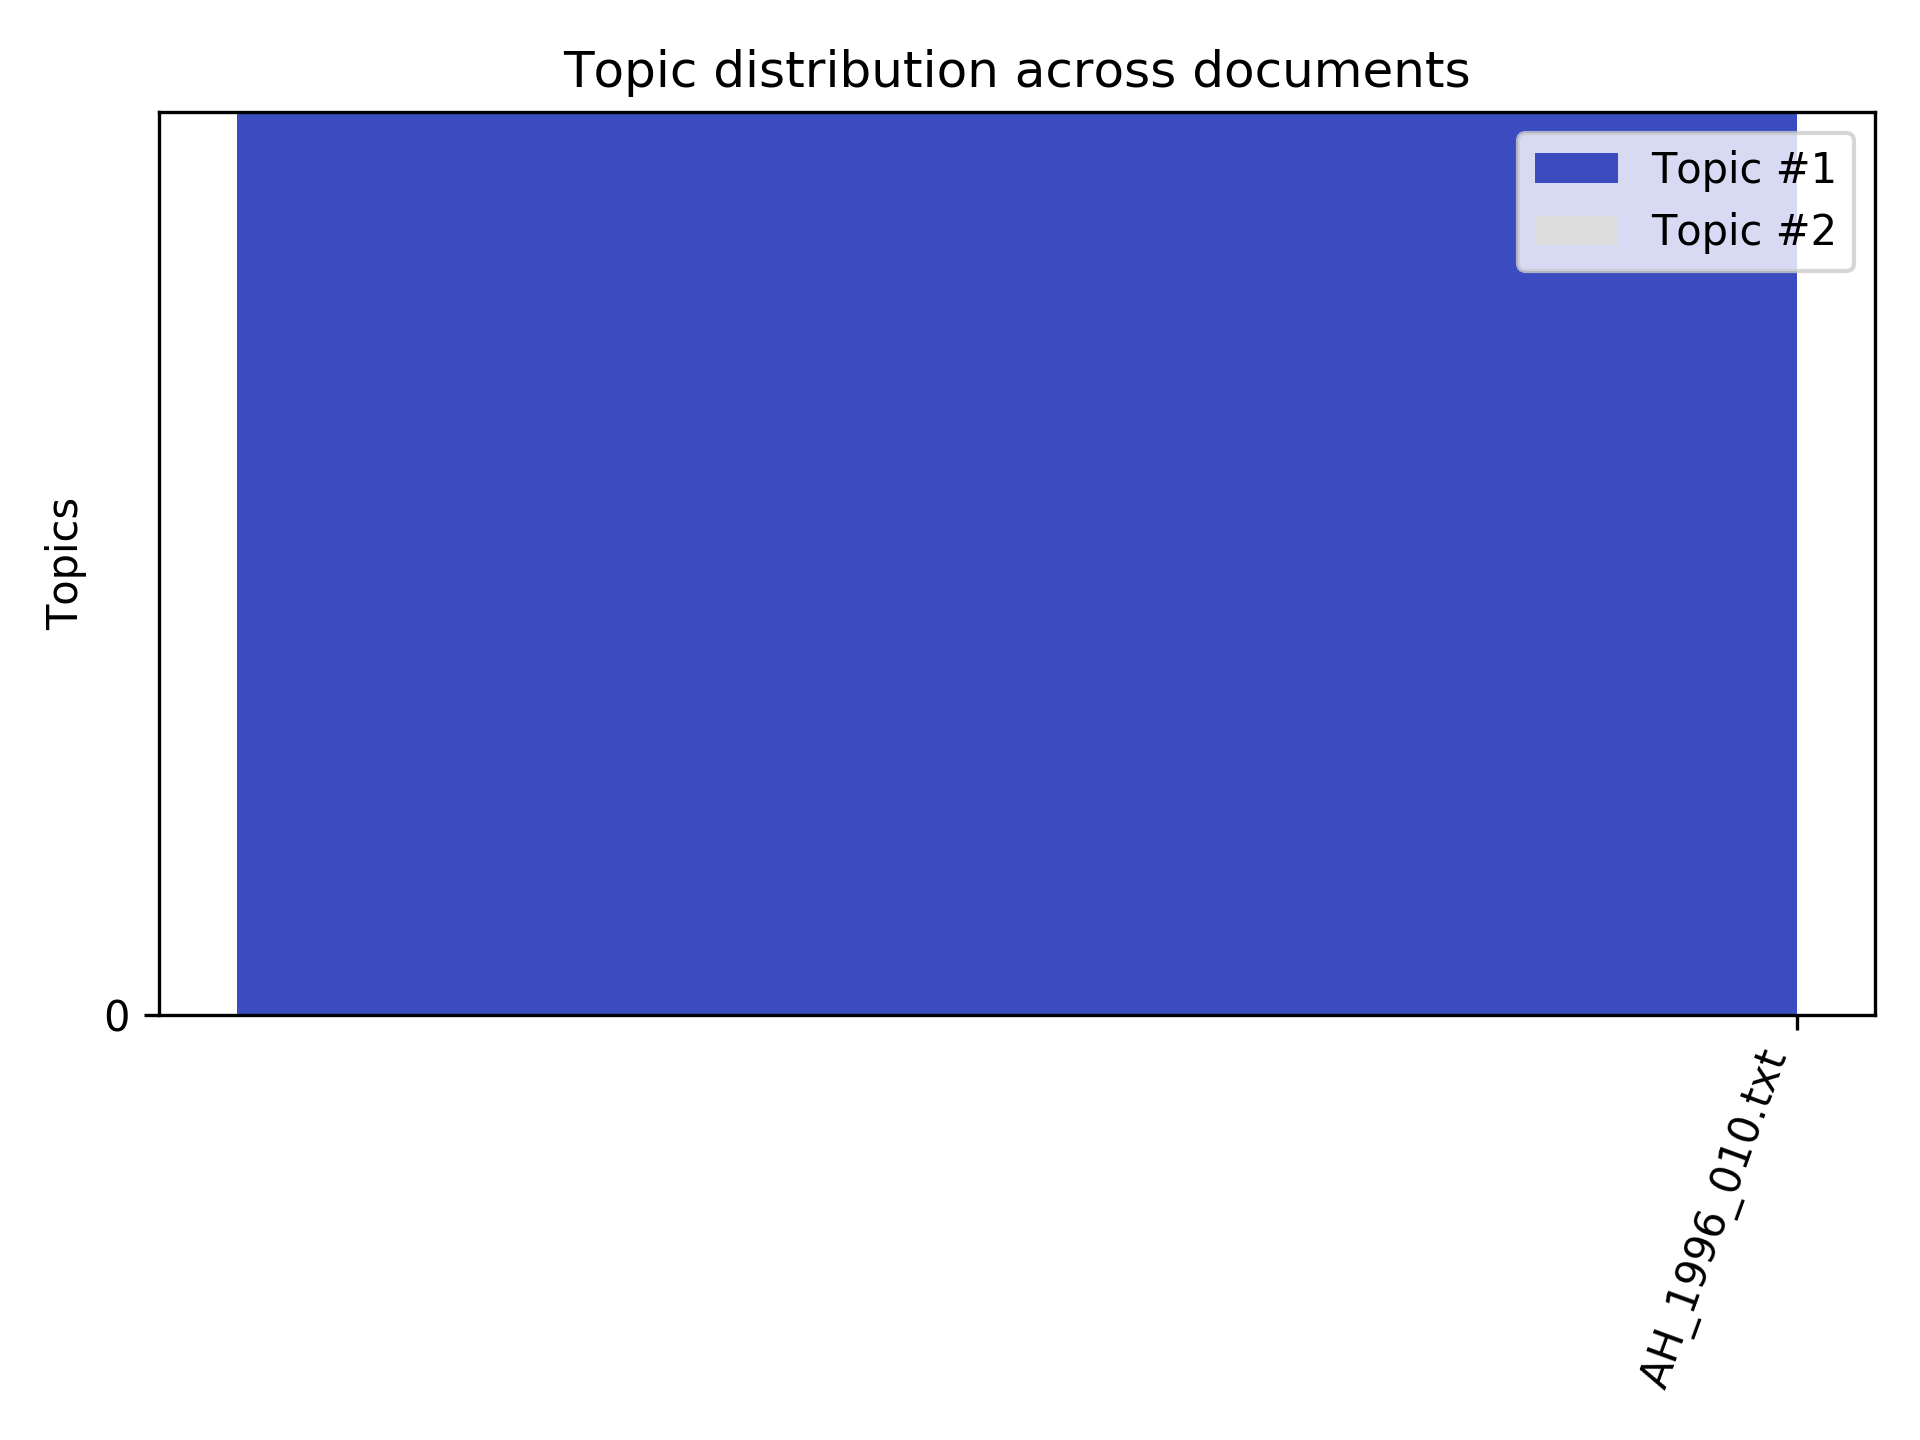 Topic distribution across documents
Topic #1
Topic #2
Topics
0
AH_1996_010.txt